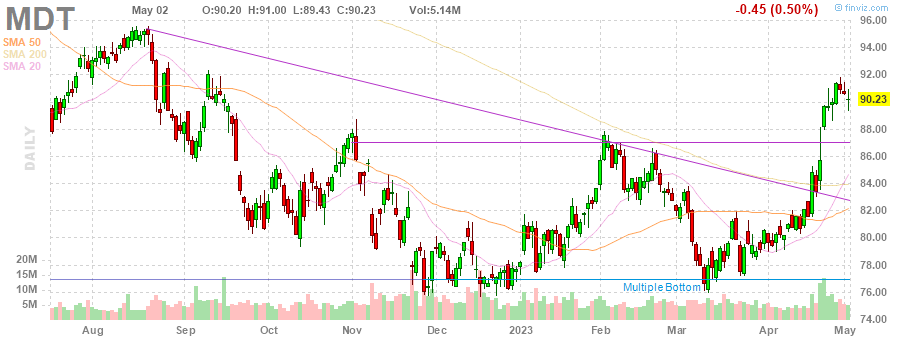 MDT May 02 O:90.20 H:91.00 L:89.43 C:90.23 Vol:5.14M -0.45 (0.50%) © finviz.com
SMA 50
SMA 200
SMA 20
DAILY
96.00
94.00
92.00
90.23
88.00
86.00
84.00
82.00
80.00
78.00
76.00
74.00
20M
15M
10M
5M
Multiple Bottom
Aug Sep Oct Nov Dec 2023 Feb Mar Apr May